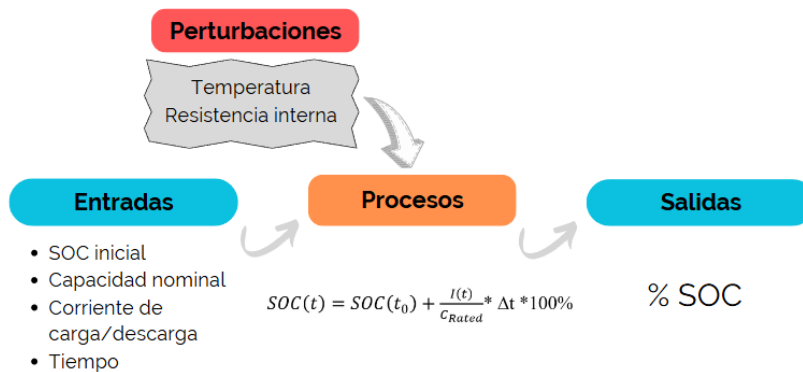 Perturbaciones
Temperatura
Resistencia interna
Entradas
Procesos
Salidas
• SOC inicial
• Capacidad nominal
• Corriente de
carga/descarga
• Tiempo
SOC(t) = SOC(t₀) + I(t)/C_Rated * Δt *100%
% SOC